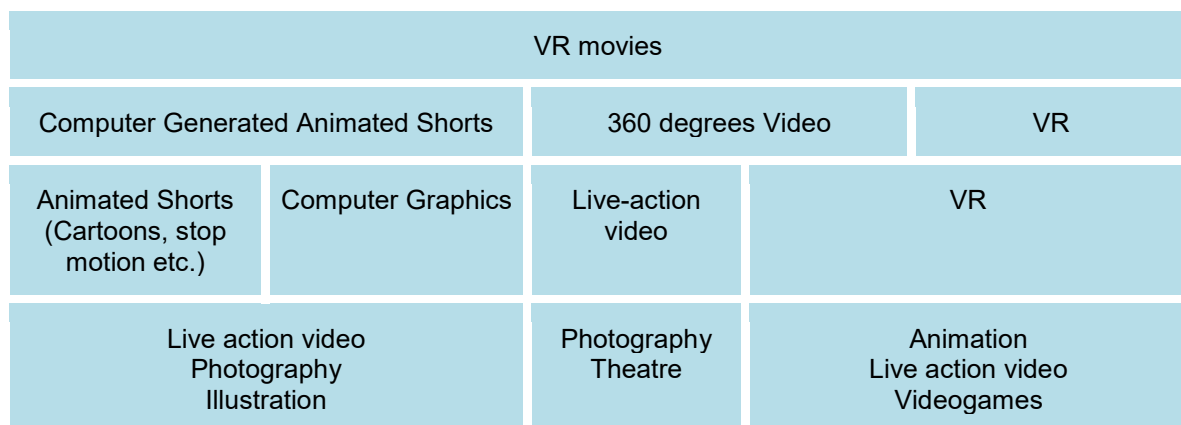 VR movies
Computer Generated Animated Shorts
360 degrees Video
VR
Animated Shorts
(Cartoons, stop
motion etc.)
Computer Graphics
Live-action
video
VR
Live action video
Photography
Illustration
Photography
Theatre
Animation
Live action video
Videogames